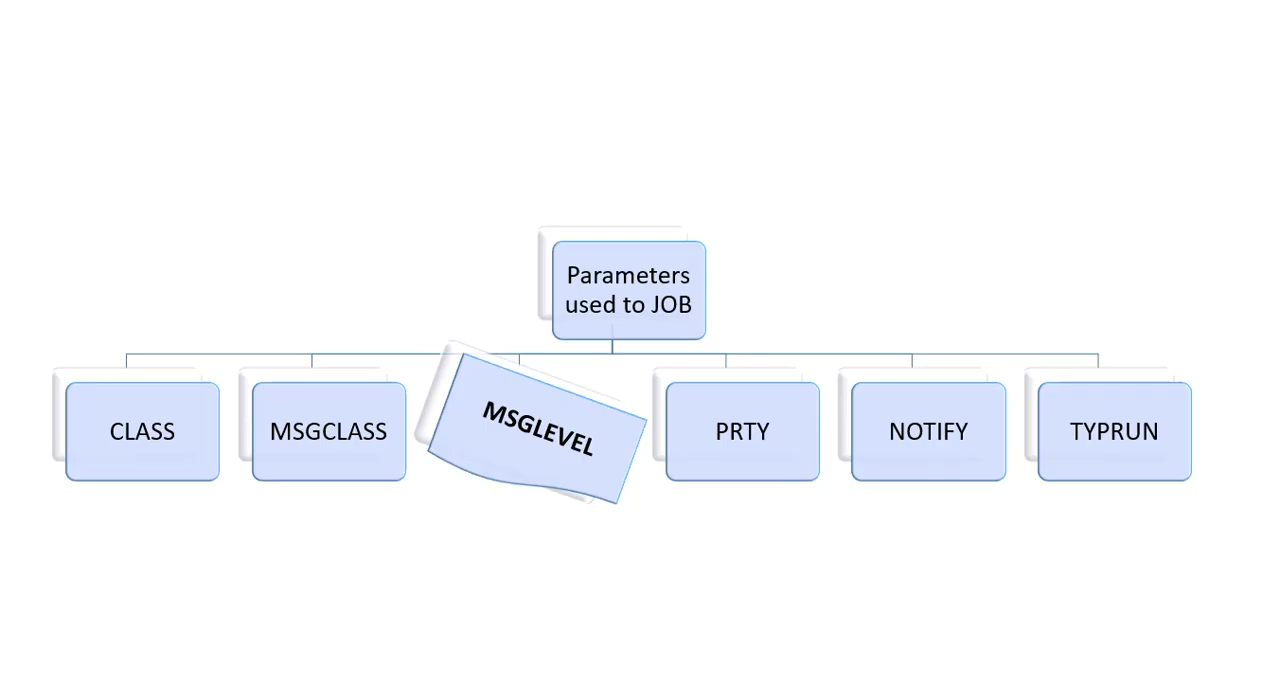 Parameters
used to JOB
CLASS
MSGCLASS
MSGLEVEL
PRTY
NOTIFY
TYPRUN